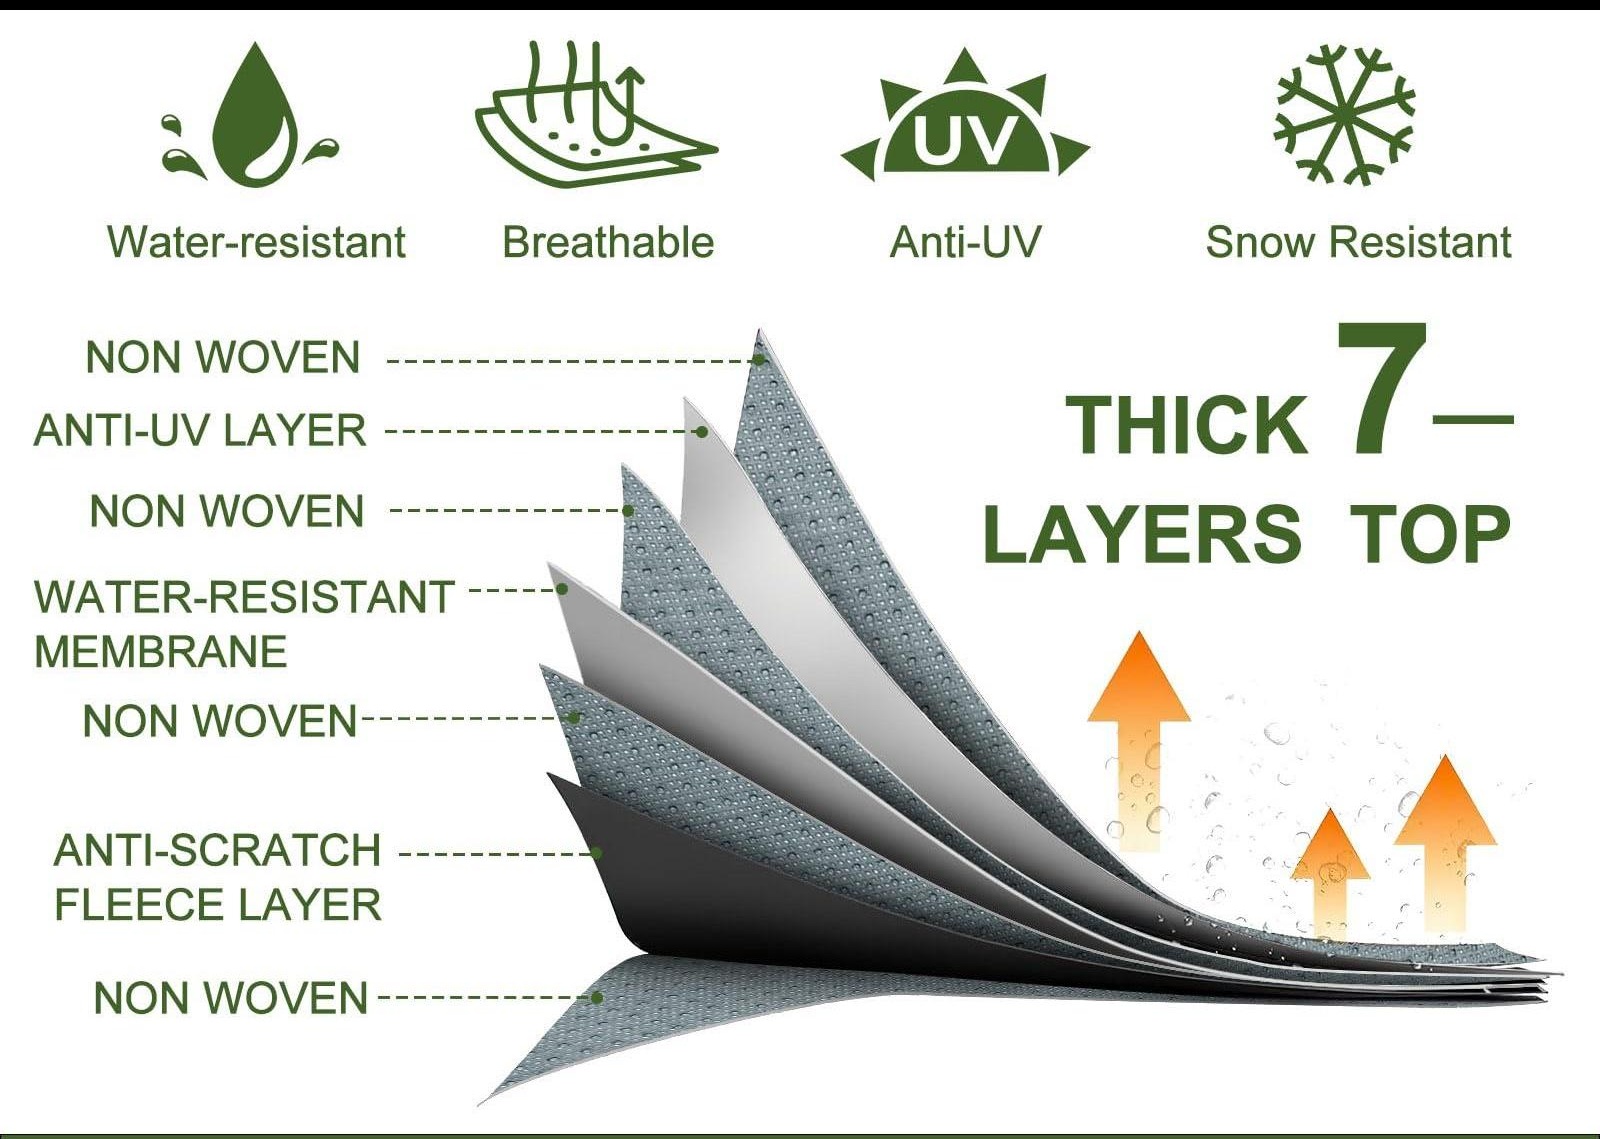 UV
Water-resistant
Breathable
Anti-UV
Snow Resistant
NON WOVEN
ANTI-UV LAYER
NON WOVEN
WATER-RESISTANT
MEMBRANE
NON WOVEN
ANTI-SCRATCH
FLEECE LAYER
NON WOVEN
THICK 7—
LAYERS TOP